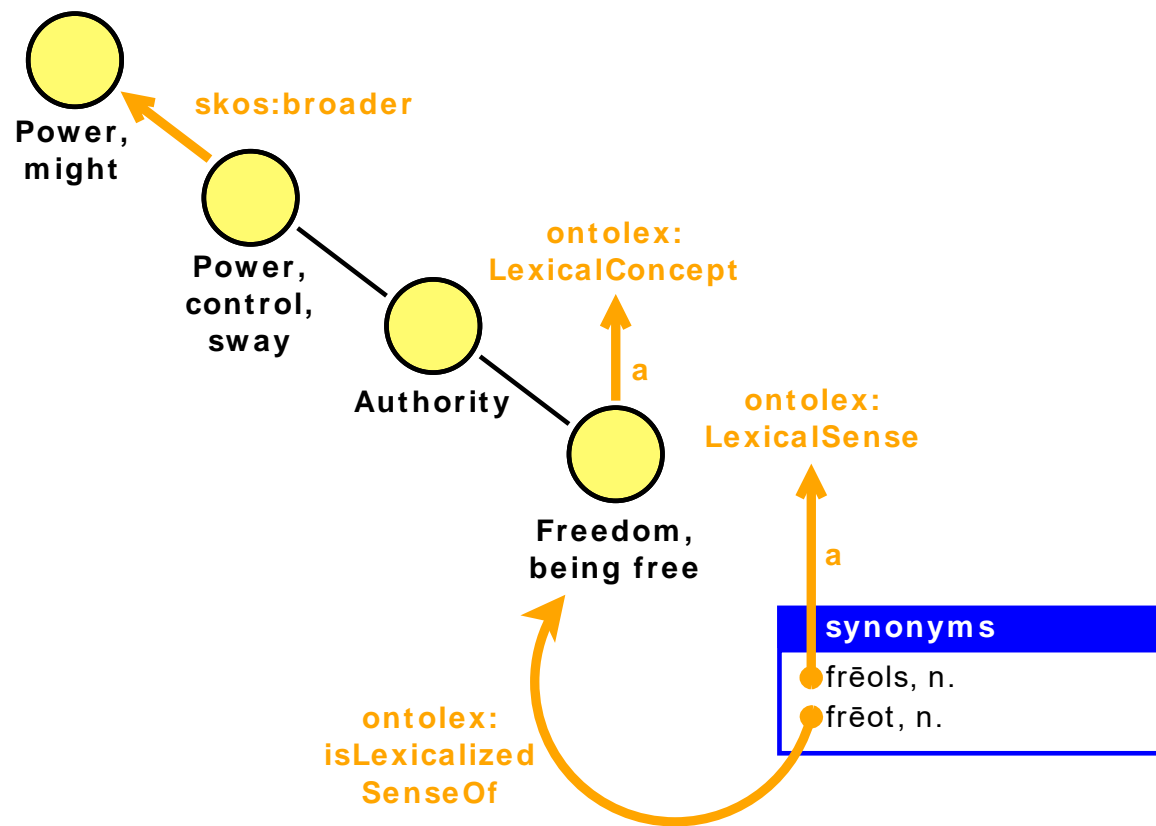 skos:broader
Power,
might
ontolex:
LexicalConcept
Power,
control,
sway
a
Authority
ontolex:
LexicalSense
Freedom,
being free
a
synonyms
frēols, n.
frēot, n.
ontolex:
isLexicalized
SenseOf